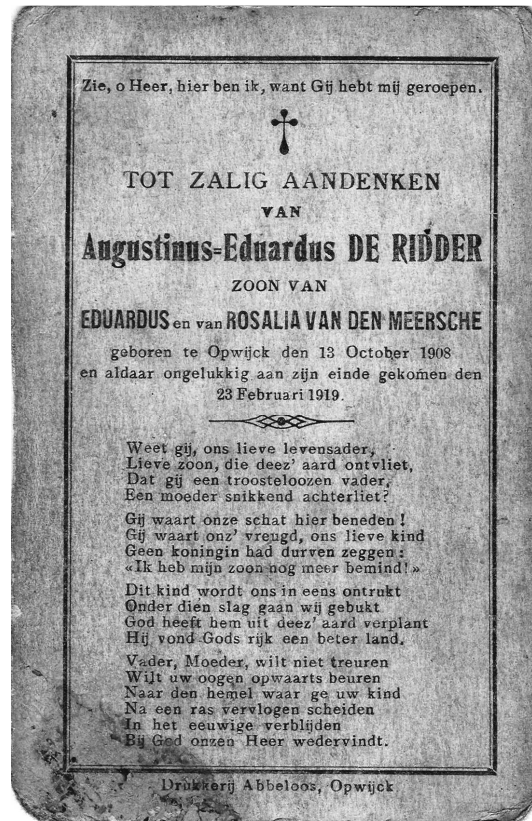 Zie, o Heer, hier ben ik, want Gij hebt mij geroepen.
TOT ZALIG AANDENKEN
VAN
Augustinus-Eduardus DE RIDDER
ZOON VAN
EDUARDUS en van ROSALIA VAN DEN MEERSCHE
geboren te Opwijck den 13 October 1908
en aldaar ongelukkig aan zijn einde gekomen den
23 Februari 1919.
Weet gij, ons lieve levensader,
Lieve zoon, die deez' aard ontvliet,
Dat gij een troosteloozen vader,
Een moeder snikkend achterliet?
Gij waart onze schat hier beneden !
Gij waart onz' vreugd, ons lieve kind
Geen koningin had durven zeggen :
«Ik heb mijn zoon nog meer bemind!»
Dit kind wordt ons in eens ontrukt
Onder dien slag gaan wij gebukt
God heeft hem uit deez' aard verplant
Hij vond Gods rijk een beter land.
Vader, Moeder, wilt niet treuren
Wilt uw oogen opwaarts beuren
Naar den hemel waar ge uw kind
Na een ras vervlogen scheiden
In het eeuwige verblijden
Bij God onzen Heer wedervindt.
Drukkerij Abbeloos, Opwijck